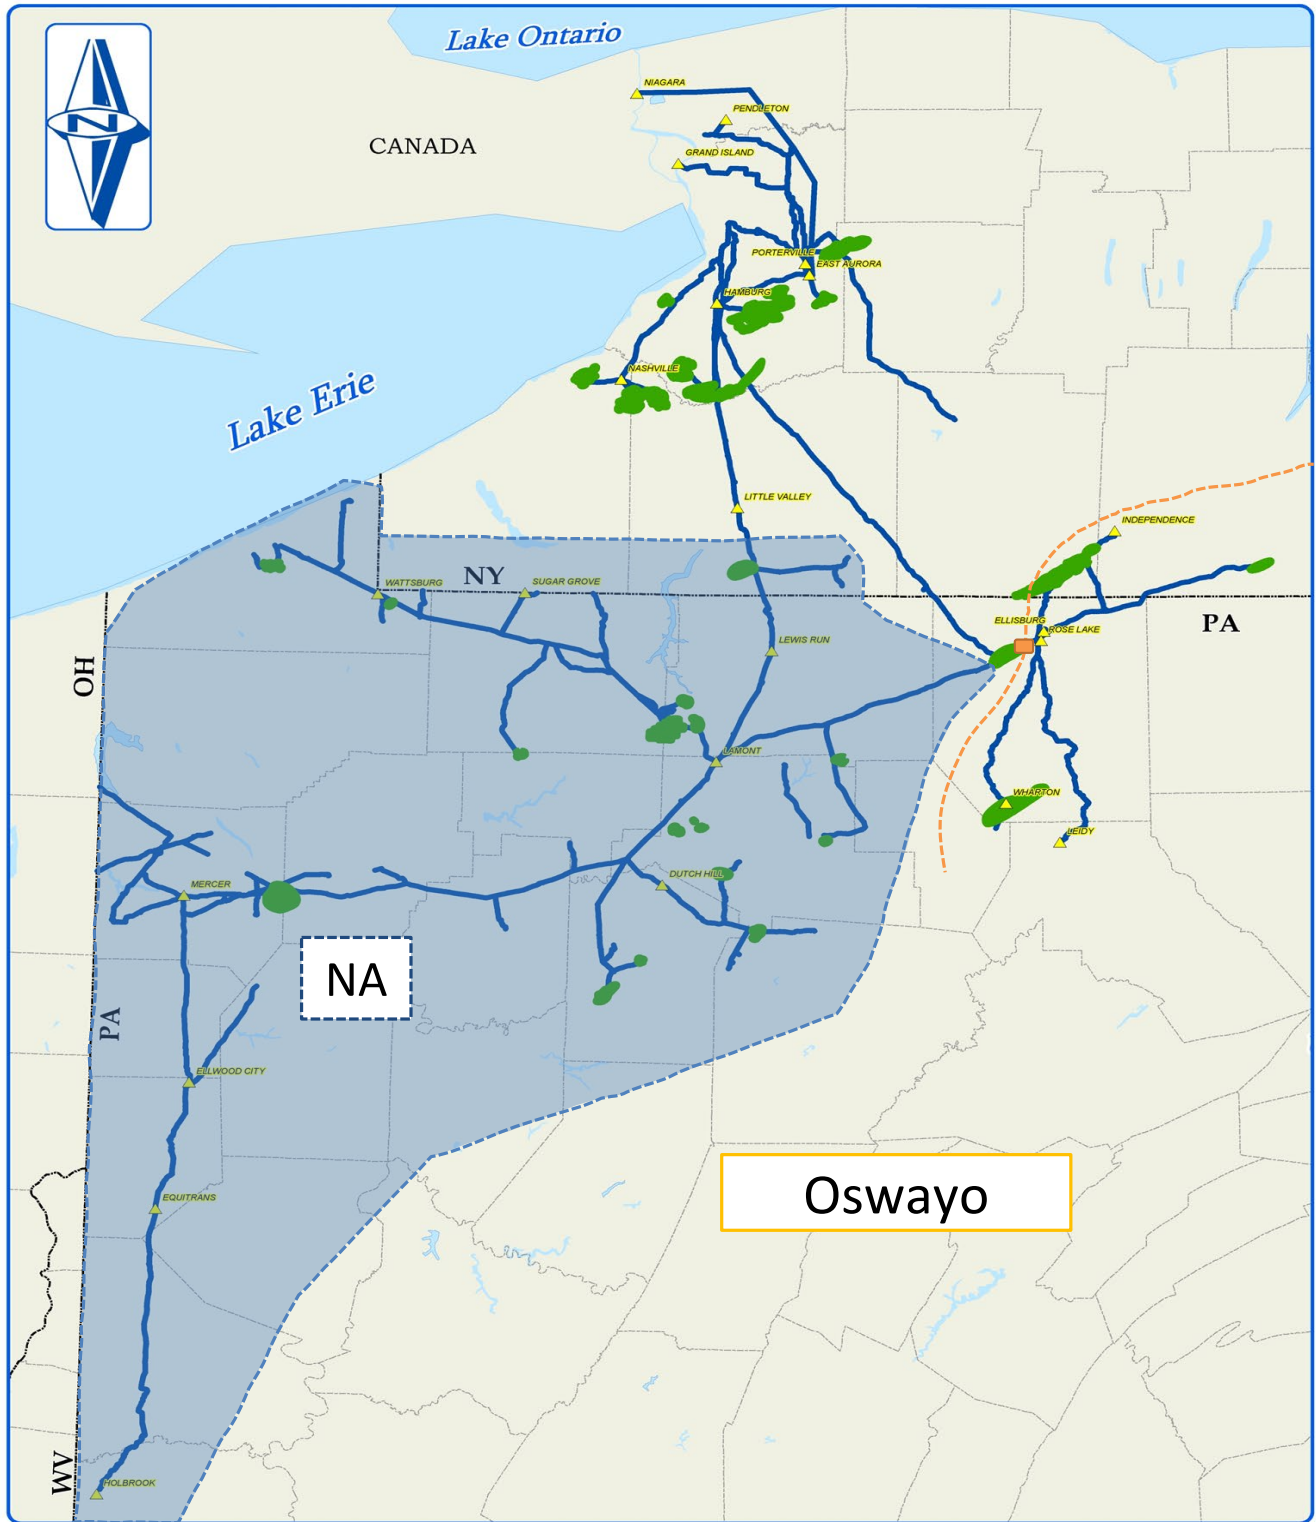 Lake Ontario
N
NIAGARA
PENDLETON
CANADA
GRAND ISLAND
PORTERVILLE
EAST AURORA
HAMBURG
NASHVILLE
Lake Erie
LITTLE VALLEY
INDEPENDENCE
WATTSBURG
NY
SUGAR GROVE
ELLISBURG
ROSE LAKE
PA
LEWIS RUN
OH
LAMONT
WHARTON
LEIDY
MERCER
DUTCH HILL
NA
PA
ELLWOOD CITY
EQUITRANS
Oswayo
WV
HOLBROOK